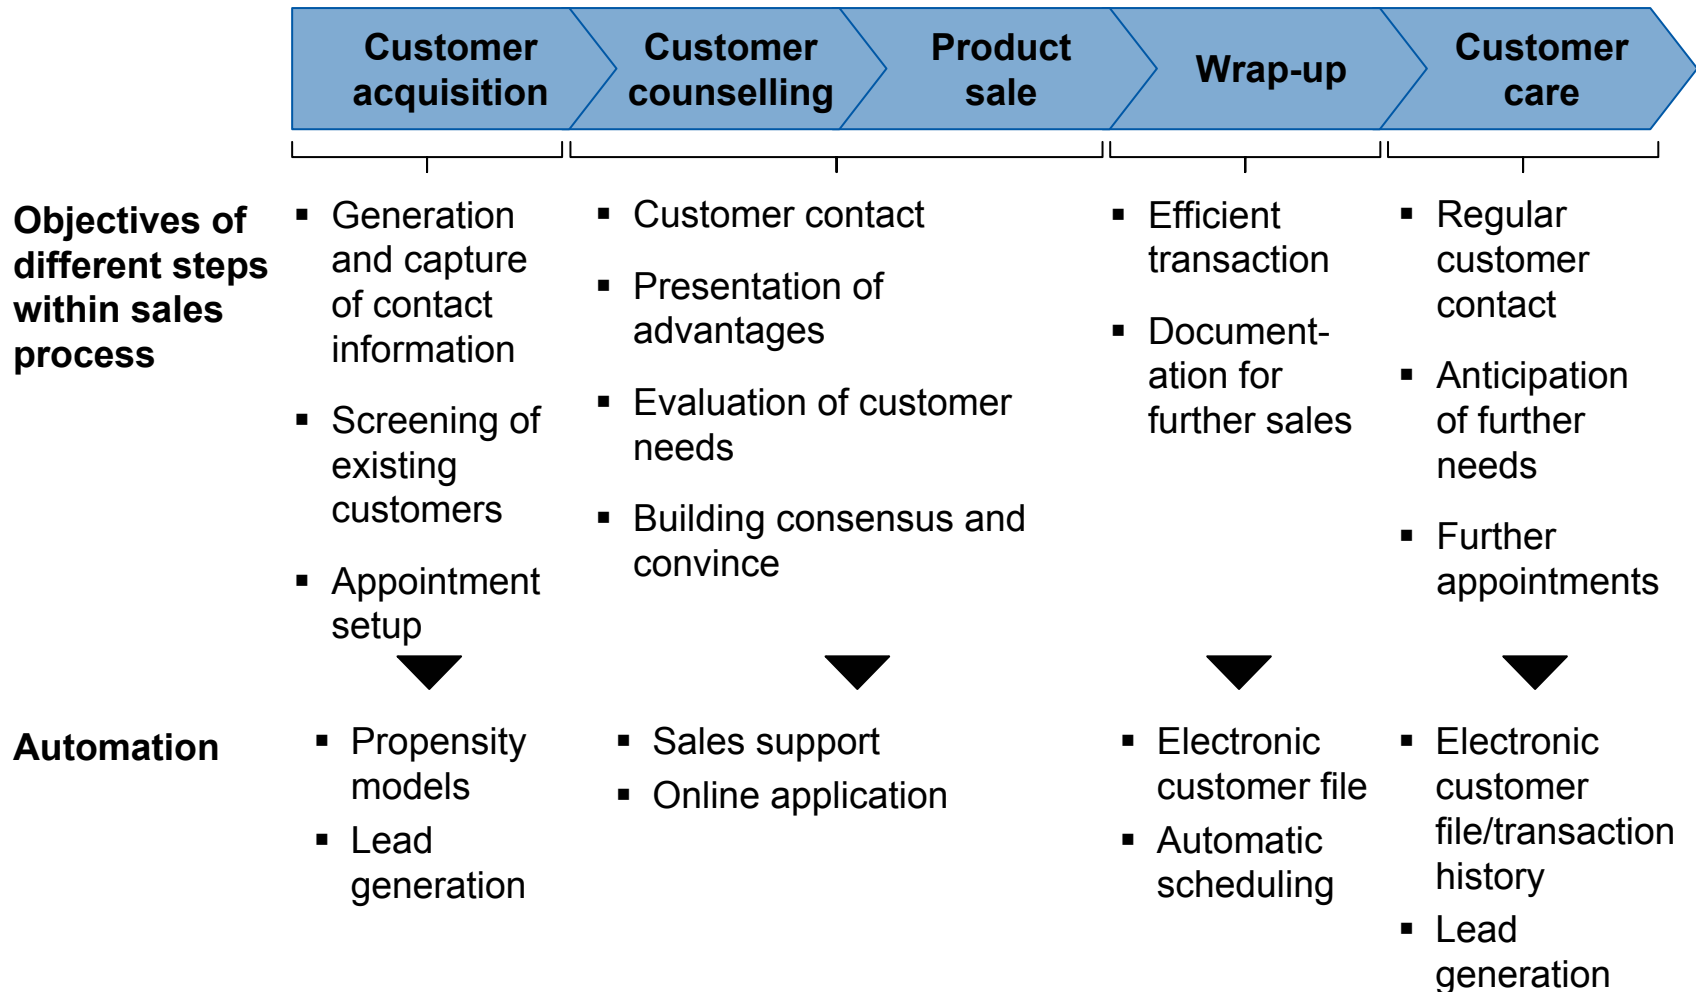 Customer
acquisition
Customer
counselling
Product
sale
Wrap-up
Customer
care
Objectives of
different steps
within sales
process
▪ Generation
and capture
of contact
information
▪ Screening of
existing
customers
▪ Appointment
setup
▪ Customer contact
▪ Presentation of
advantages
▪ Evaluation of customer
needs
▪ Building consensus and
convince
▪ Efficient
transaction
▪ Document-
ation for
further sales
▪ Regular
customer
contact
▪ Anticipation
of further
needs
▪ Further
appointments
Automation
▪ Propensity
models
▪ Lead
generation
▪ Sales support
▪ Online application
▪ Electronic
customer file
▪ Automatic
scheduling
▪ Electronic
customer
file/transaction
history
▪ Lead
generation